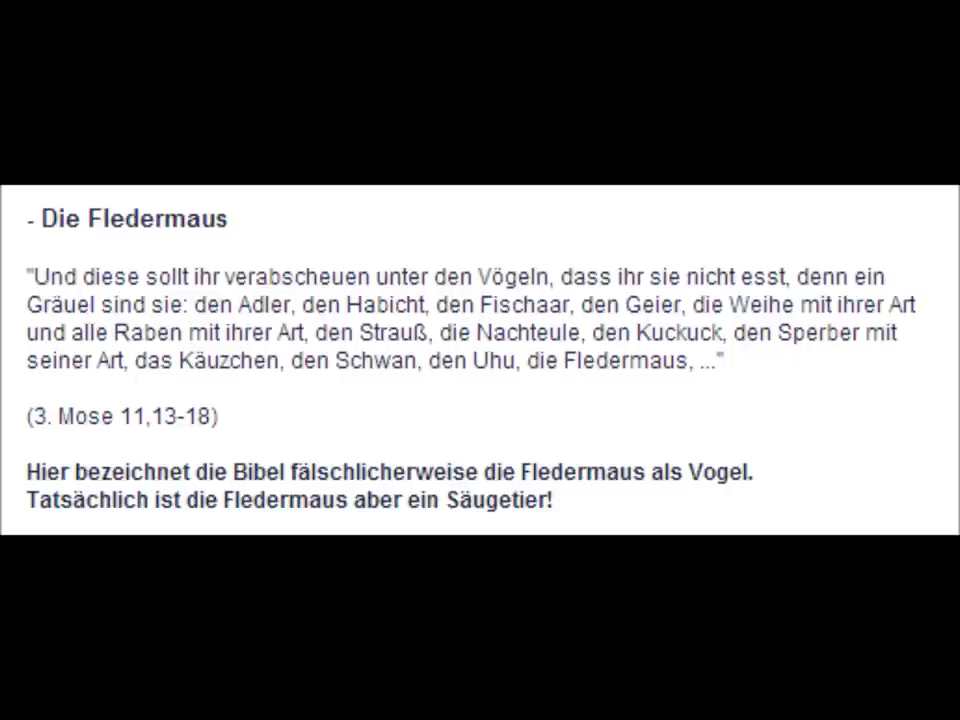 - Die Fledermaus
"Und diese sollt ihr verabscheuen unter den Vögeln, dass ihr sie nicht esst, denn ein
Gräuel sind sie: den Adler, den Habicht, den Fischaar, den Geier, die Weihe mit ihrer Art
und alle Raben mit ihrer Art, den Strauß, die Nachteule, den Kuckuck, den Sperber mit
seiner Art, das Käuzchen, den Schwan, den Uhu, die Fledermaus, ..."
(3. Mose 11,13-18)
Hier bezeichnet die Bibel fälschlicherweise die Fledermaus als Vogel.
Tatsächlich ist die Fledermaus aber ein Säugetier!